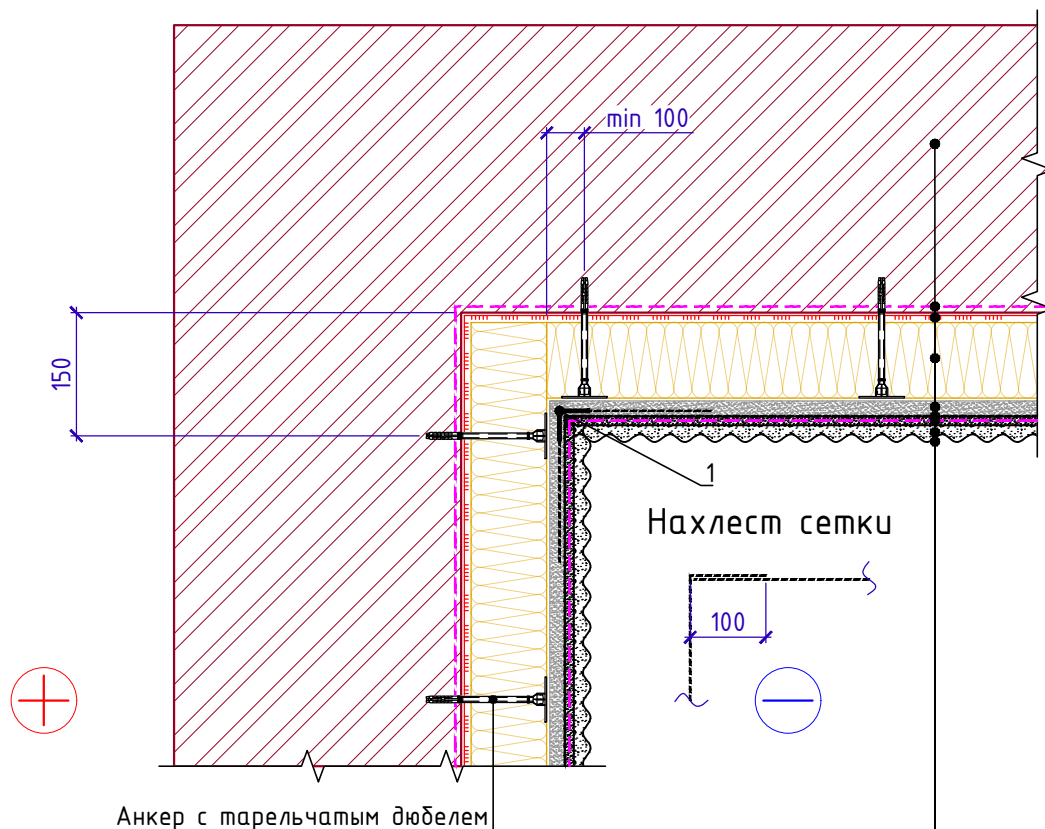 min 100
150
1
Нахлест сетки
100
Анкер с тарельчатым дюбелем